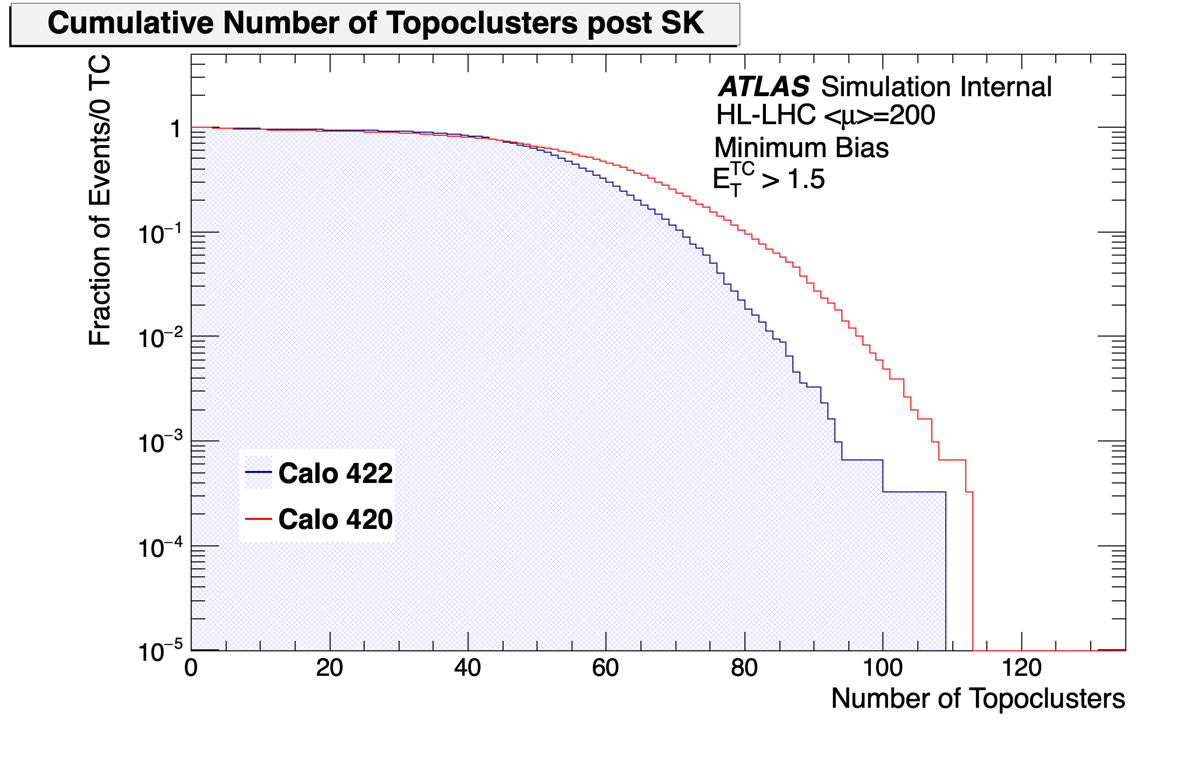 Cumulative Number of Topoclusters post SK
Fraction of Events/0 TC
ATLAS Simulation Internal
HL-LHC <μ>=200
Minimum Bias
E_T^TC > 1.5
1
10⁻¹
10⁻²
10⁻³
10⁻⁴
10⁻⁵
Calo 422
Calo 420
0 20 40 60 80 100 120
Number of Topoclusters